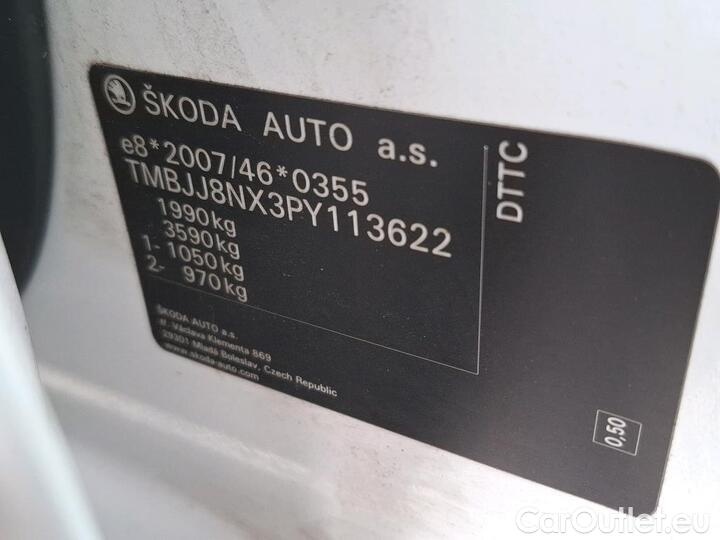 ŠKODA AUTO a.s.
e8*2007/46*0355
TMBJJ8NX3PY113622
1990kg
3590kg
1- 1050kg
2- 970kg
ŠKODA AUTO a.s.
tř. Václava Klementa 869
29301 Mladá Boleslav, Czech Republic
www.skoda-auto.com
DTTC
0,50
CarOutlet.eu